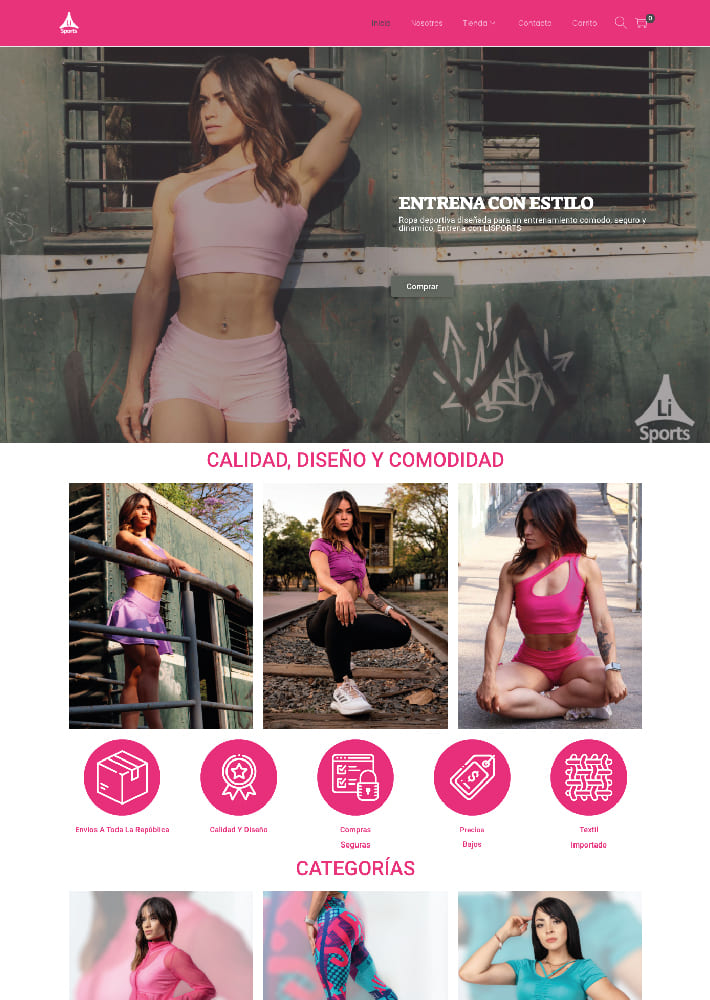 Li
Sports
Inicio
Nosotros
Tienda
Contacto
Carrito
0
ENTRENA CON ESTILO
Ropa deportiva diseñada para un entrenamiento comodo, seguro y
dinamico, Entrena con LISPORTS
Comprar
Li
Sports
CALIDAD, DISEÑO Y COMODIDAD
Envios A Toda La República
Calidad Y Diseño
Compras
Seguras
Precios
Bajos
Textil
Importado
CATEGORÍAS